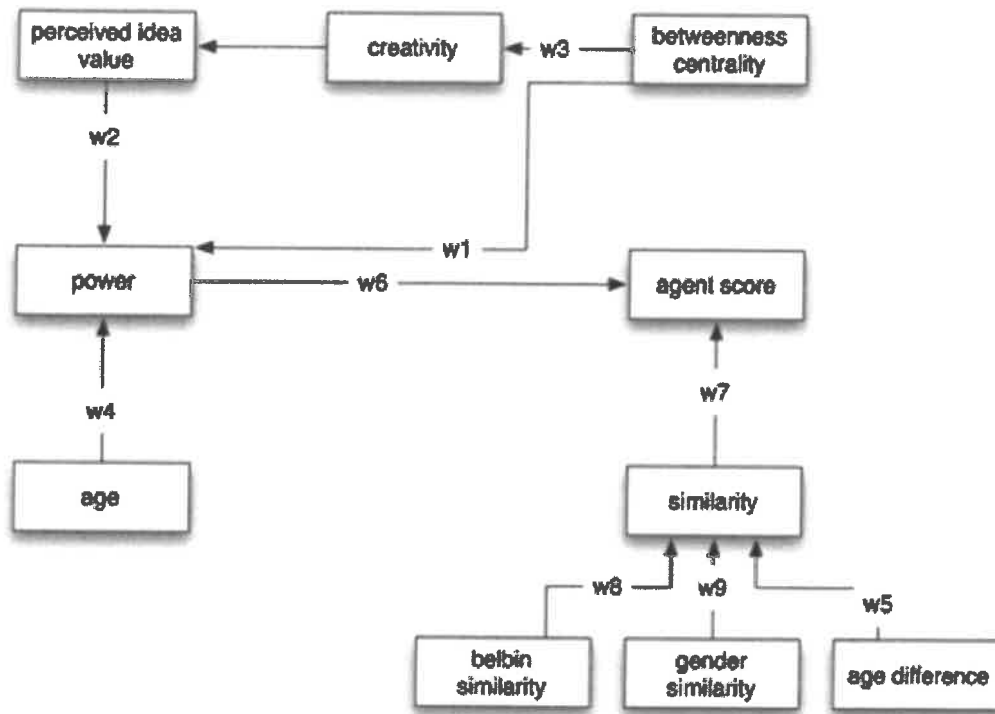 perceived idea
value
creativity
w3
betweenness
centrality
w2
w1
power
w6
agent score
w4
w7
age
similarity
w8
w9
w5
belbin
similarity
gender
similarity
age difference